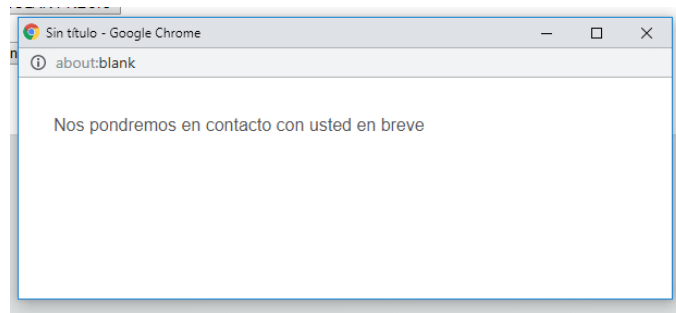 Sin título - Google Chrome
about:blank
Nos pondremos en contacto con usted en breve